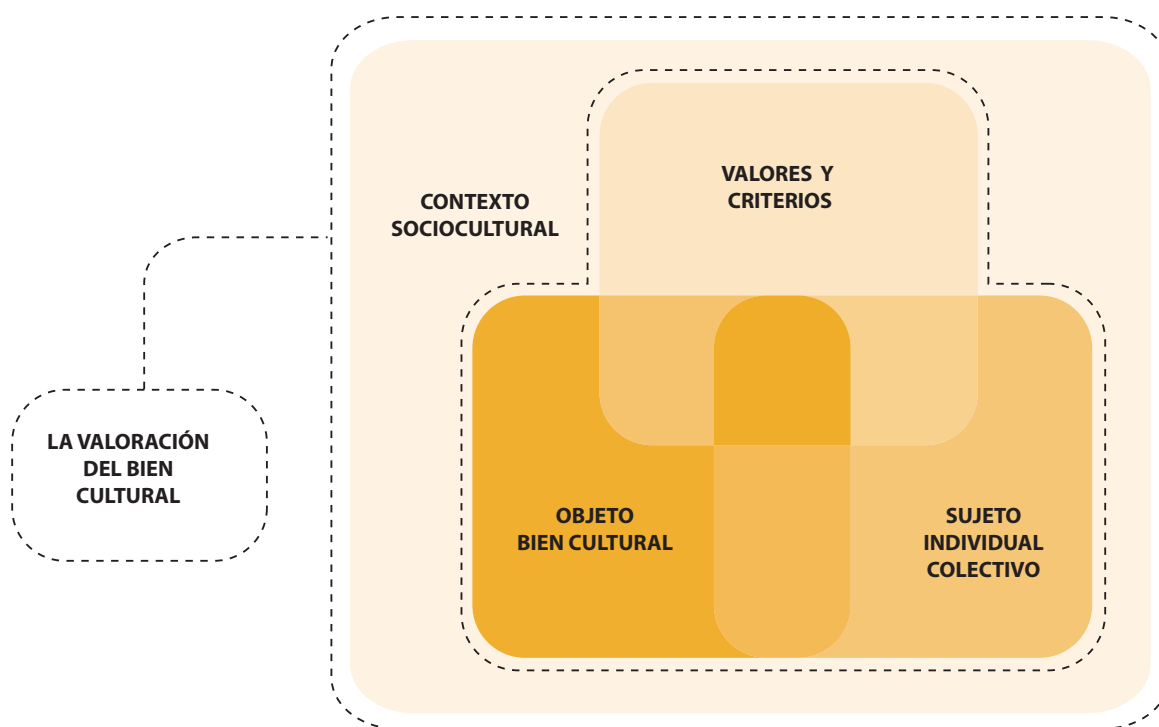 VALORES Y
CRITERIOS
CONTEXTO
SOCIOCULTURAL
LA VALORACIÓN
DEL BIEN
CULTURAL
OBJETO
BIEN CULTURAL
SUJETO
INDIVIDUAL
COLECTIVO